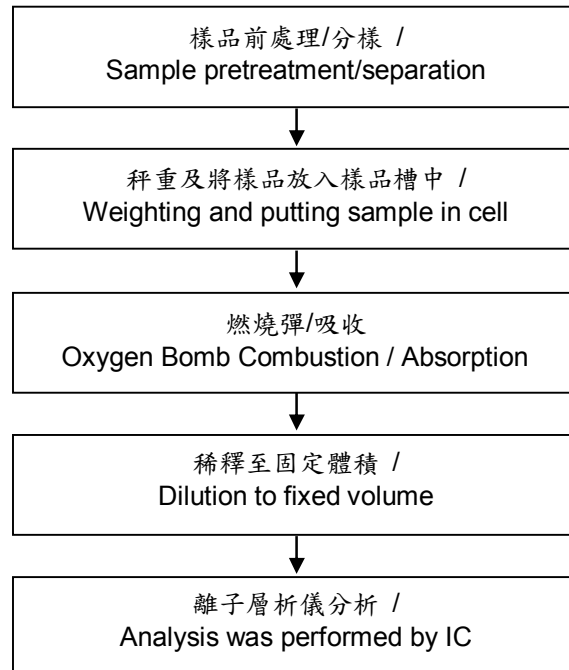 樣品前處理/分樣 /
Sample pretreatment/separation
秤重及將樣品放入樣品槽中 /
Weighting and putting sample in cell
燃燒彈/吸收
Oxygen Bomb Combustion / Absorption
稀釋至固定體積 /
Dilution to fixed volume
離子層析儀分析 /
Analysis was performed by IC